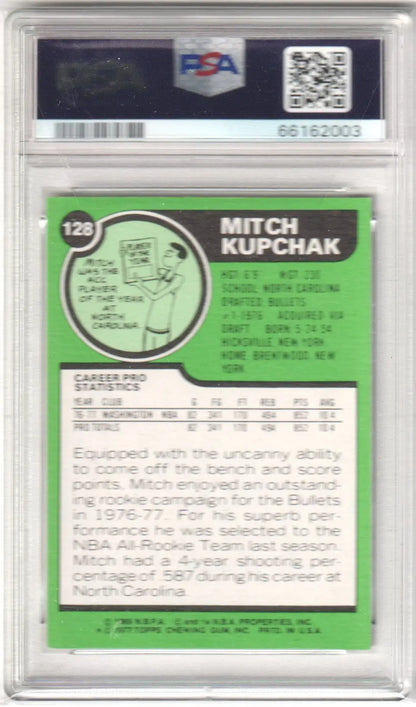 PSA
66162003
128
MITCH
KUPCHAK
PLAYER
OF THE
YEAR
MITCH
WAS THE
ACC
PLAYER
OF THE YEAR
AT
NORTH
CAROLINA.
HGT 6'9 WGT 230
SCHOOL NORTH CAROLINA
DRAFTED BULLETS
#1-1976 ACQUIRED VIA
DRAFT BORN 5-24-54
HICKSVILLE NEW YORK
HOME BRENTWOOD NEW
YORK
CAREER PRO
STATISTICS
YEAR CLUB G FG FT REB PTS AVG
76-77 WASHINGTON NBA 82 341 170 494 852 10.4
PRO TOTALS 82 341 170 494 852 10.4
Equipped with the uncanny ability
to come off the bench and score
points, Mitch enjoyed an outstand-
ing rookie campaign for the Bullets
in 1976-77. For his superb per-
formance he was selected to the
NBA All-Rookie Team last season.
Mitch had a 4-year shooting per-
centage of .587 during his career at
North Carolina.
N.B.P.A. N.B.A. PROPERTIES, INC.
© 1977 TOPPS CHEWING GUM, INC. PRTD. IN U.S.A.